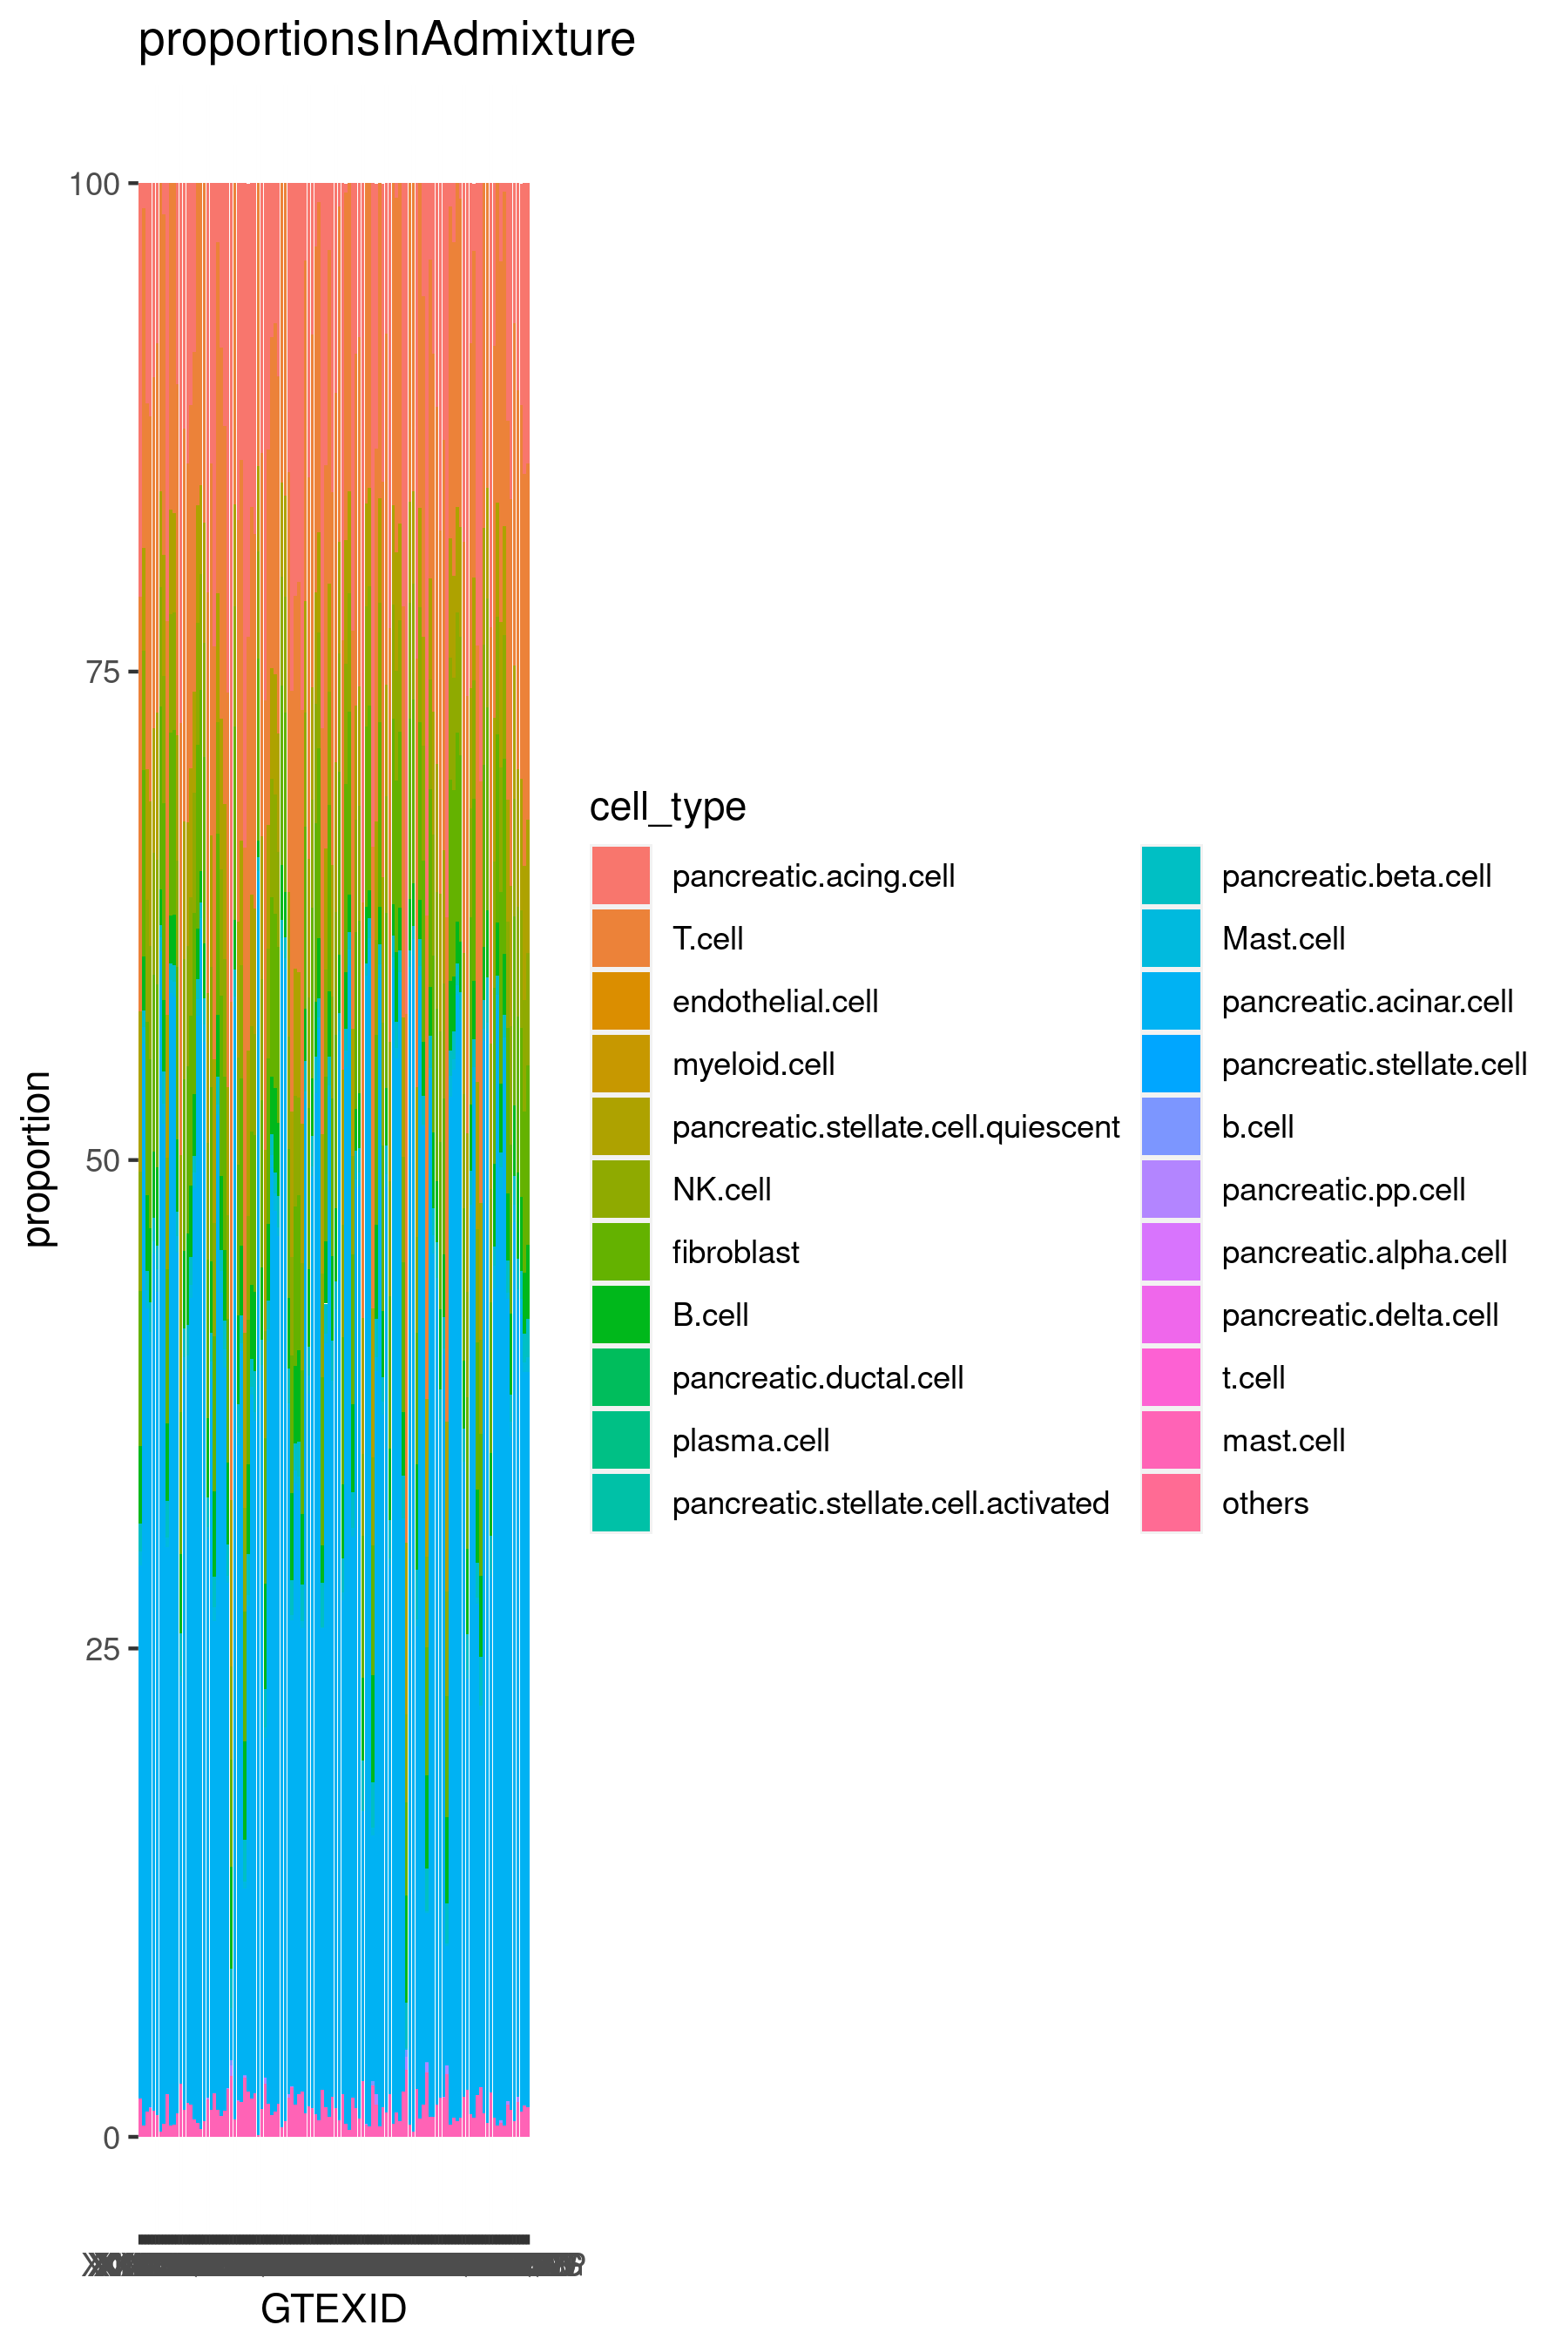 proportionsInAdmixture
100
75
50
25
0
proportion
GTEXID
cell_type
pancreatic.acing.cell
T.cell
endothelial.cell
myeloid.cell
pancreatic.stellate.cell.quiescent
NK.cell
fibroblast
B.cell
pancreatic.ductal.cell
plasma.cell
pancreatic.stellate.cell.activated
pancreatic.beta.cell
Mast.cell
pancreatic.acinar.cell
pancreatic.stellate.cell
b.cell
pancreatic.pp.cell
pancreatic.alpha.cell
pancreatic.delta.cell
t.cell
mast.cell
others